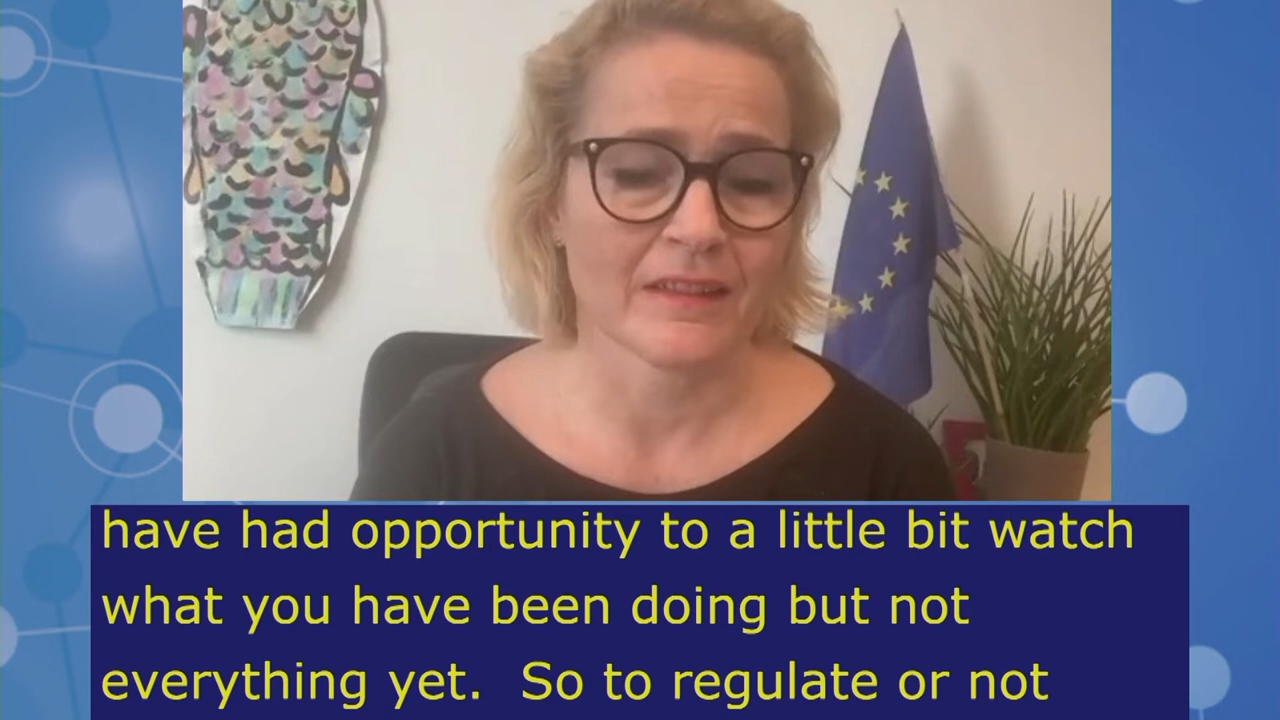 have had opportunity to a little bit watch
what you have been doing but not
everything yet.  So to regulate or not